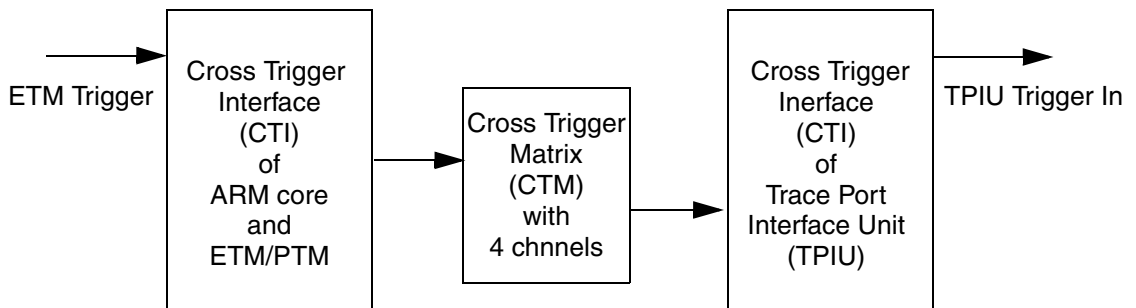 ETM Trigger
Cross Trigger
Interface
(CTI)
of
ARM core
and
ETM/PTM
Cross Trigger
Matrix
(CTM)
with
4 chnnels
Cross Trigger
Inerface
(CTI)
of
Trace Port
Interface Unit
(TPIU)
TPIU Trigger In